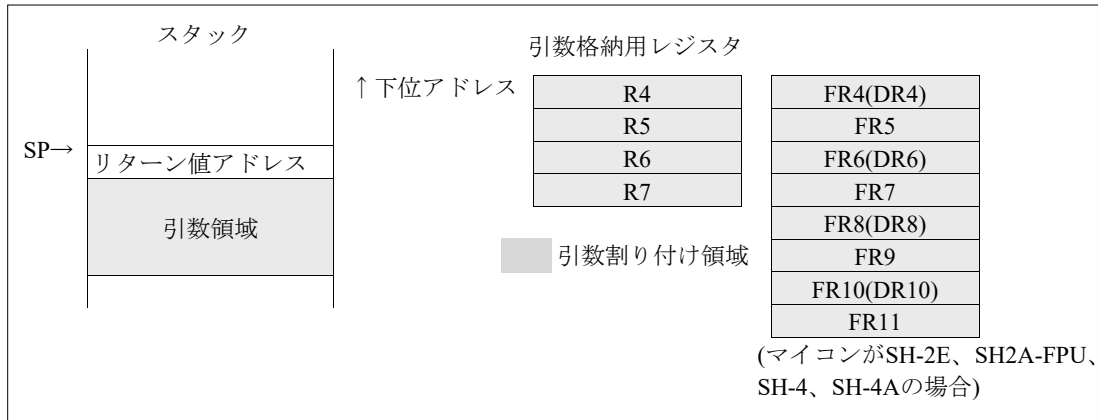 スタック
引数格納用レジスタ
↑下位アドレス
R4
FR4(DR4)
R5
FR5
SP→
リターン値アドレス
R6
FR6(DR6)
R7
FR7
引数領域
FR8(DR8)
引数割り付け領域
FR9
FR10(DR10)
FR11
(マイコンがSH-2E、SH2A-FPU、
SH-4、SH-4Aの場合)